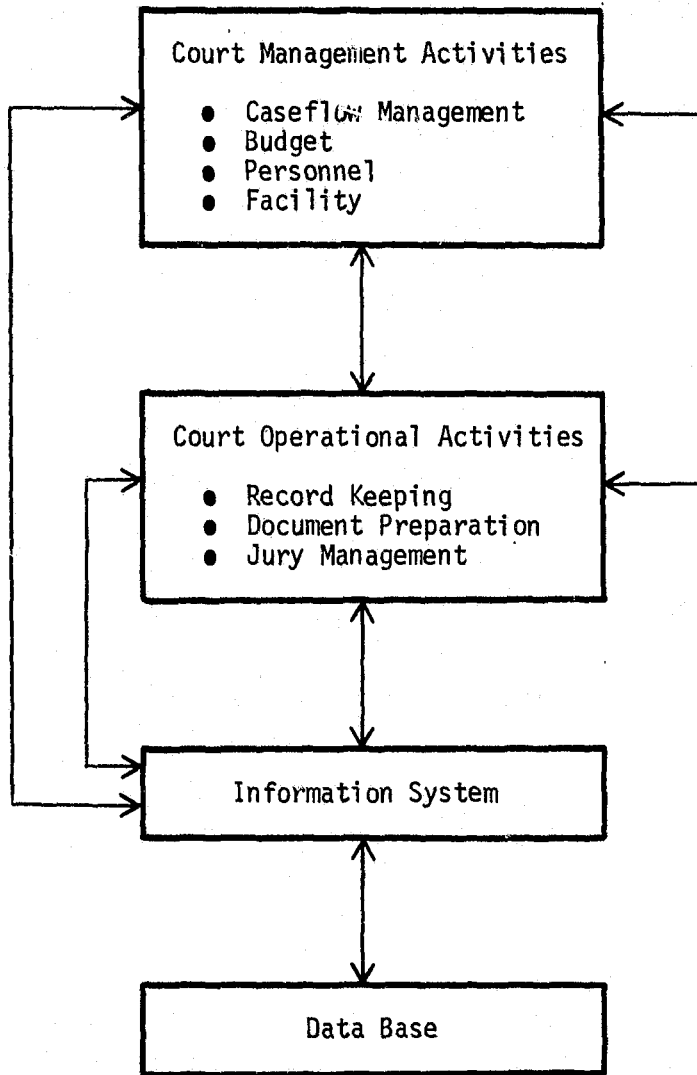 Court Management Activities
● Caseflow Management
● Budget
● Personnel
● Facility
Court Operational Activities
● Record Keeping
● Document Preparation
● Jury Management
Information System
Data Base